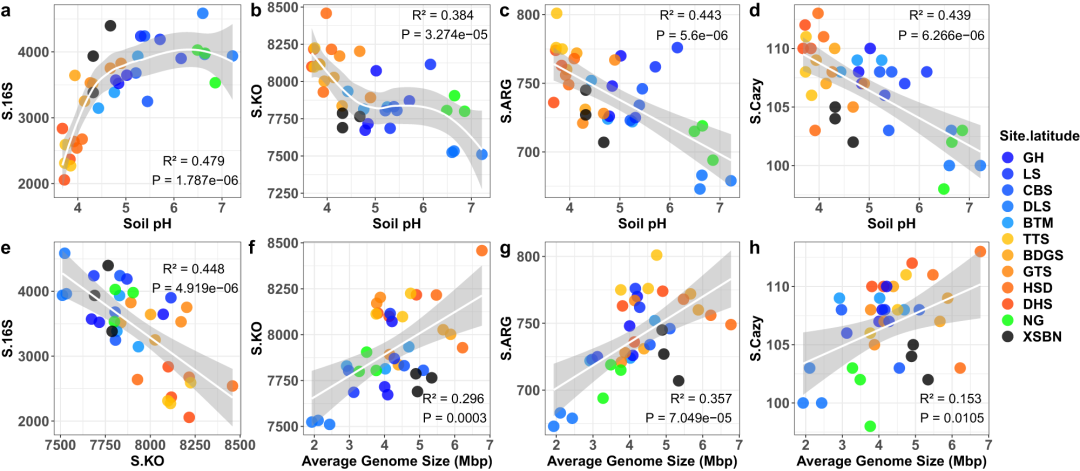 a
S.16S
4000
3000
2000
R² = 0.479
P = 1.787e−06
4
5
6
7
Soil pH
b
S.KO
8500
8250
8000
7750
7500
7250
R² = 0.384
P = 3.274e−05
4
5
6
7
Soil pH
c
S.ARG
800
750
700
R² = 0.443
P = 5.6e−06
4
5
6
7
Soil pH
d
S.Cazy
110
105
100
R² = 0.439
P = 6.266e−06
4
5
6
7
Soil pH
e
S.16S
4000
3000
2000
R² = 0.448
P = 4.919e−06
7500
7750
8000
8250
8500
S.KO
f
S.KO
8500
8250
8000
7750
7500
R² = 0.296
P = 0.0003
2
3
4
5
6
7
Average Genome Size (Mbp)
g
S.ARG
800
750
700
R² = 0.357
P = 7.049e−05
2
3
4
5
6
7
Average Genome Size (Mbp)
h
S.Cazy
110
105
100
R² = 0.153
P = 0.0105
2
3
4
5
6
7
Average Genome Size (Mbp)
Site.latitude
GH
LS
CBS
DLS
BTM
TTS
BDGS
GTS
HSD
DHS
NG
XSBN